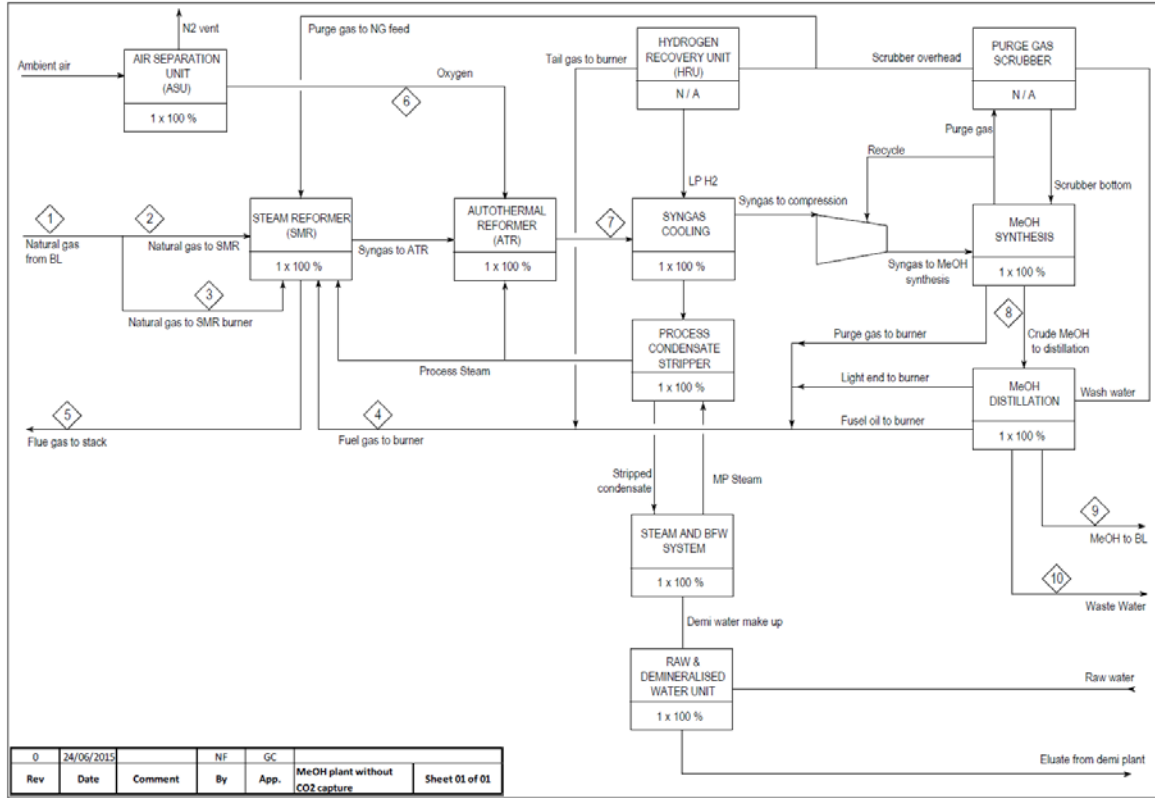 N2 vent
Purge gas to NG feed
Ambient air
AIR SEPARATION
UNIT
(ASU)
1 x 100 %
Oxygen
6
Tail gas to burner
HYDROGEN
RECOVERY UNIT
(HRU)
N / A
Scrubber overhead
PURGE GAS
SCRUBBER
N / A
Purge gas
Recycle
LP H2
Scrubber bottom
1
Natural gas
from BL
2
Natural gas to SMR
3
Natural gas to SMR burner
STEAM REFORMER
(SMR)
1 x 100 %
Syngas to ATR
AUTOTHERMAL
REFORMER
(ATR)
1 x 100 %
7
SYNGAS
COOLING
1 x 100 %
Syngas to compression
Syngas to MeOH
synthesis
MeOH
SYNTHESIS
1 x 100 %
8
Crude MeOH
to distillation
Process Steam
PROCESS
CONDENSATE
STRIPPER
1 x 100 %
Purge gas to burner
Light end to burner
Fusel oil to burner
MeOH
DISTILLATION
1 x 100 %
Wash water
5
Flue gas to stack
4
Fuel gas to burner
Stripped
condensate
MP Steam
9
MeOH to BL
STEAM AND BFW
SYSTEM
1 x 100 %
10
Waste Water
Demi water make up
RAW &
DEMINERALISED
WATER UNIT
1 x 100 %
Raw water
Eluate from demi plant
0 24/06/2015 NF GC
Rev Date Comment By App. MeOH plant without
CO2 capture Sheet 01 of 01